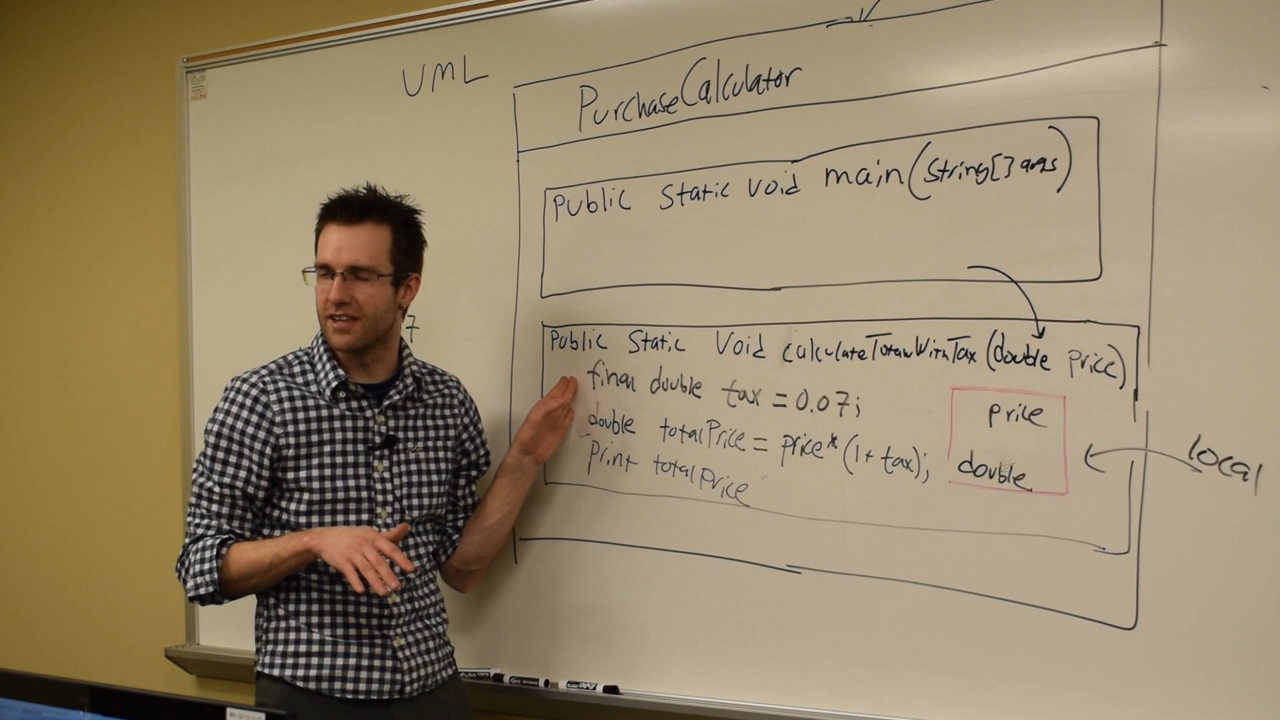 UML
PurchaseCalculator
public static void main(String[] args)
7
public static void calculateTotalWithTax(double price)
final double tax = 0.07;
double totalPrice = price*(1+tax);
print totalprice
price
double
local